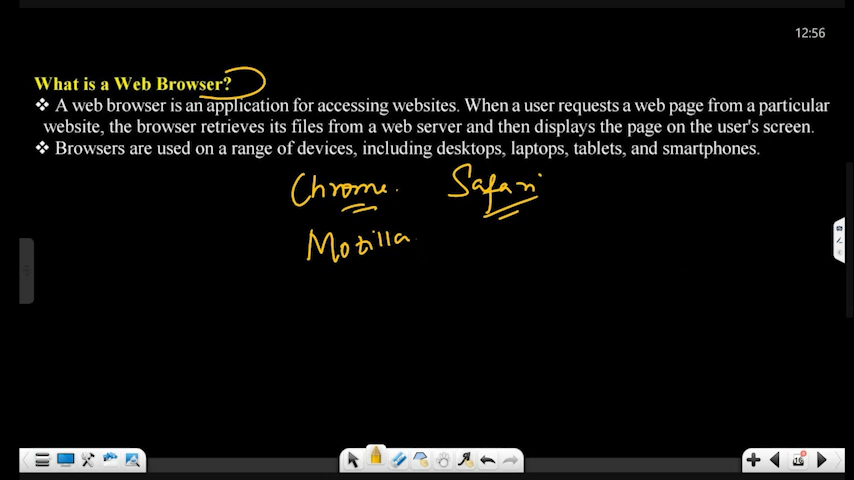 12:56
What is a Web Browser?
❖ A web browser is an application for accessing websites. When a user requests a web page from a particular
website, the browser retrieves its files from a web server and then displays the page on the user's screen.
❖ Browsers are used on a range of devices, including desktops, laptops, tablets, and smartphones.
Chrome. Safari
Mozilla